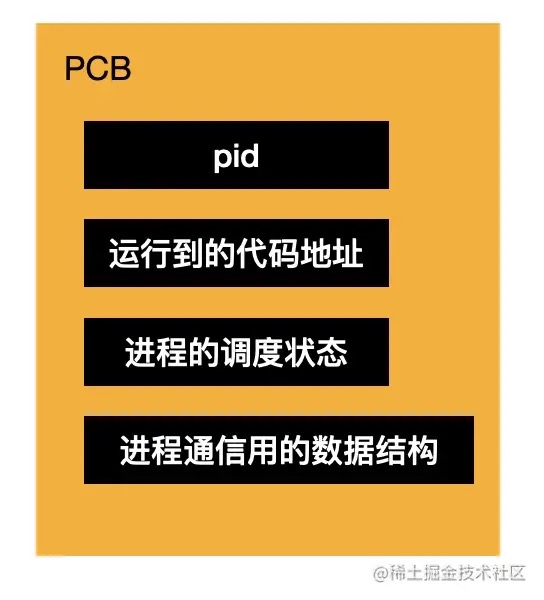 PCB
pid
运行到的代码地址
进程的调度状态
进程通信用的数据结构
@稀土掘金技术社区